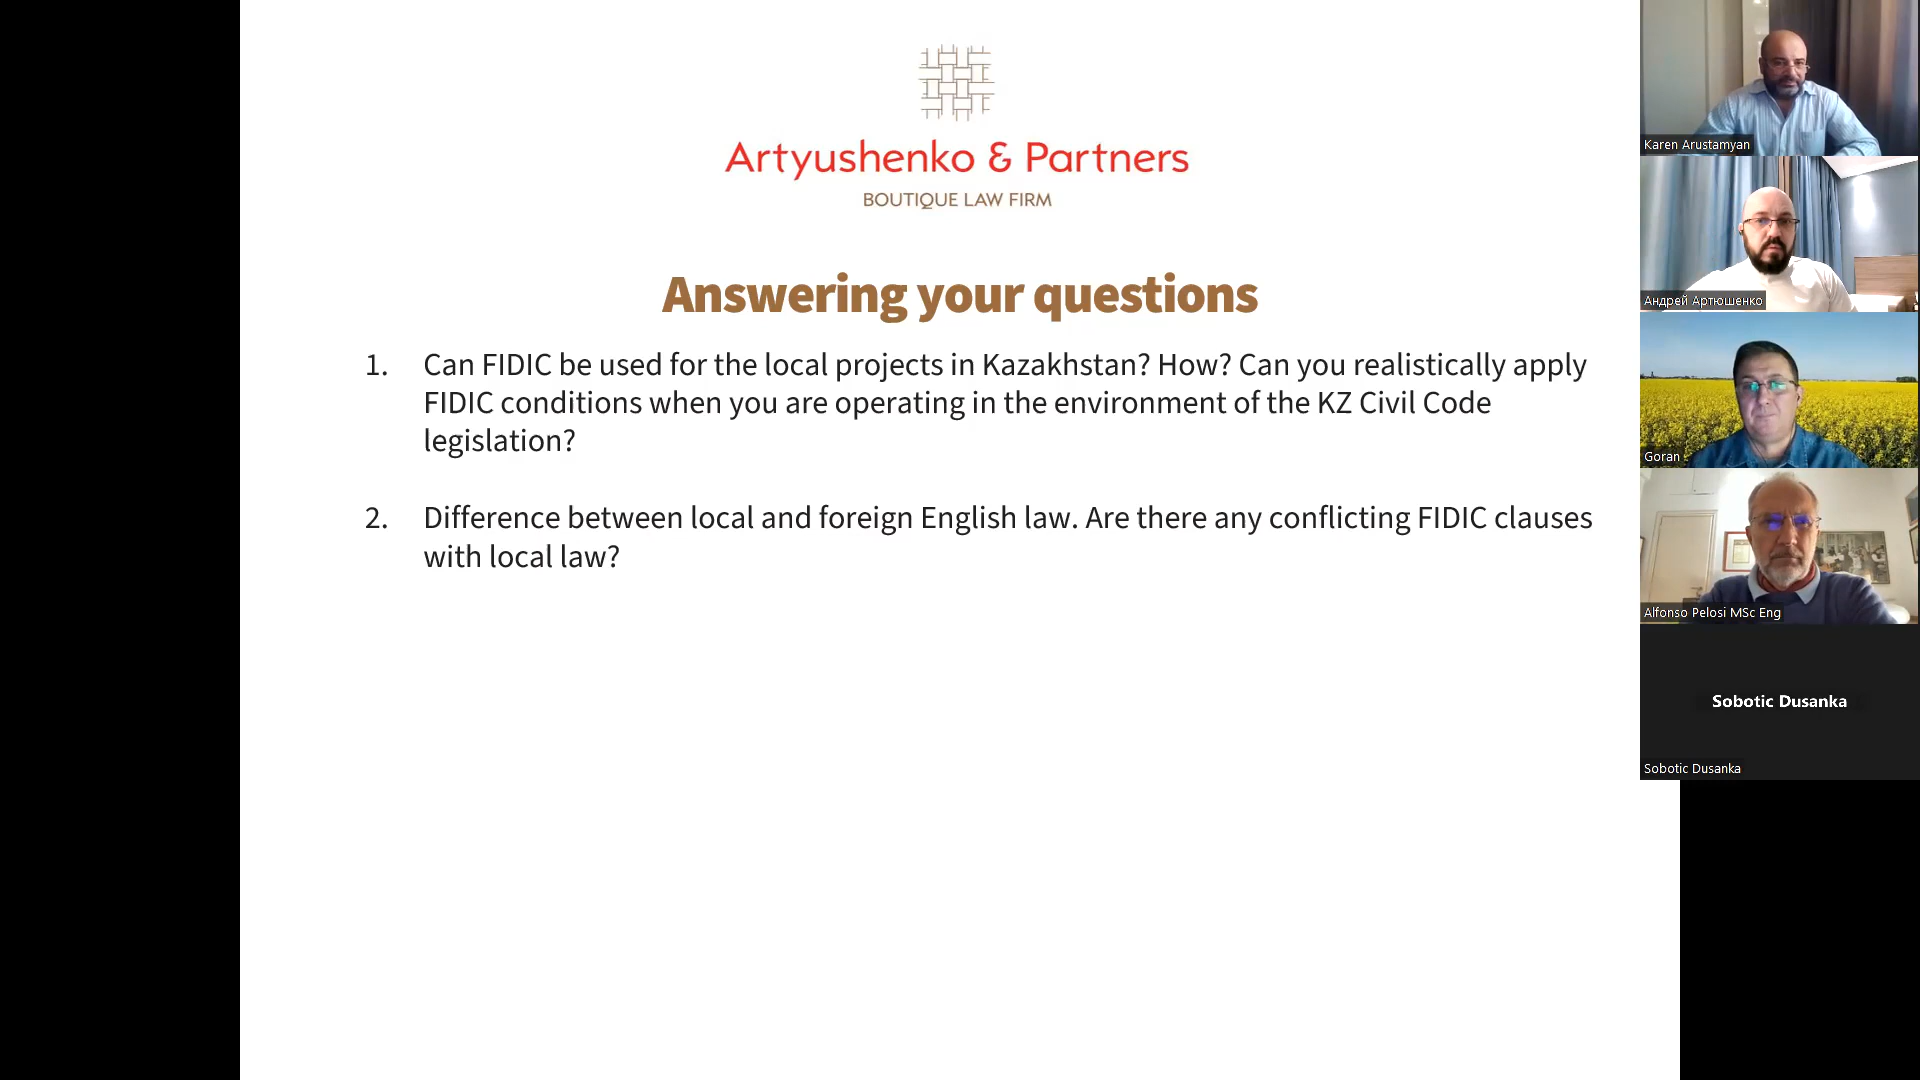 Artyushenko & Partners
BOUTIQUE LAW FIRM
Answering your questions
1. Can FIDIC be used for the local projects in Kazakhstan? How? Can you realistically apply
FIDIC conditions when you are operating in the environment of the KZ Civil Code
legislation?
2. Difference between local and foreign English law. Are there any conflicting FIDIC clauses
with local law?
Karen Arustamyan
Андрей Артюшенко
Goran
Alfonso Pelosi MSc Eng
Sobotic Dusanka
Sobotic Dusanka